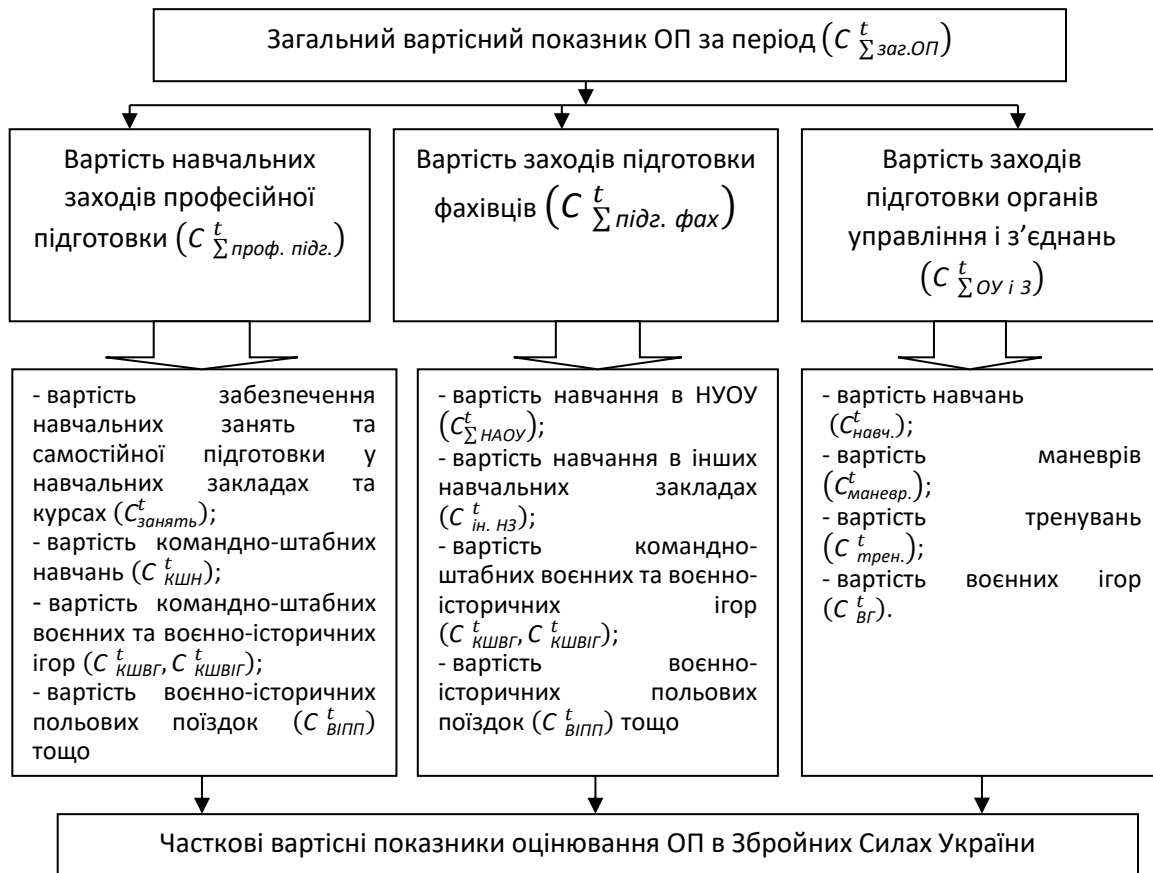 Загальний вартісний показник ОП за період (C t ∑ заг.ОП)
Вартість навчальних
заходів професійної
підготовки (C t ∑ проф. підг.)
Вартість заходів підготовки
фахівців (C t ∑ підг. фах)
Вартість заходів
підготовки органів
управління і з’єднань
(C t ∑ ОУ і З)
- вартість забезпечення
навчальних занять та
самостійної підготовки у
навчальних закладах та
курсах (C t занять);
- вартість командно-штабних
навчань (C t КШН);
- вартість командно-штабних
воєнних та воєнно-історичних
ігор (C t КШВГ, C t КШВІГ);
- вартість воєнно-історичних
польових поїздок (C t ВІПП)
тощо
- вартість навчання в НУОУ
(C t ∑ НАОУ);
- вартість навчання в інших
навчальних закладах
(C t ін. НЗ);
- вартість командно-
штабних воєнних та воєнно-
історичних ігор
(C t КШВГ, C t КШВІГ);
- вартість воєнно-
історичних польових
поїздок (C t ВІПП) тощо
- вартість навчань
(C t навч.);
- вартість маневрів
(C t маневр.);
- вартість тренувань
(C t трен.);
- вартість воєнних ігор
(C t ВГ).
Часткові вартісні показники оцінювання ОП в Збройних Силах України